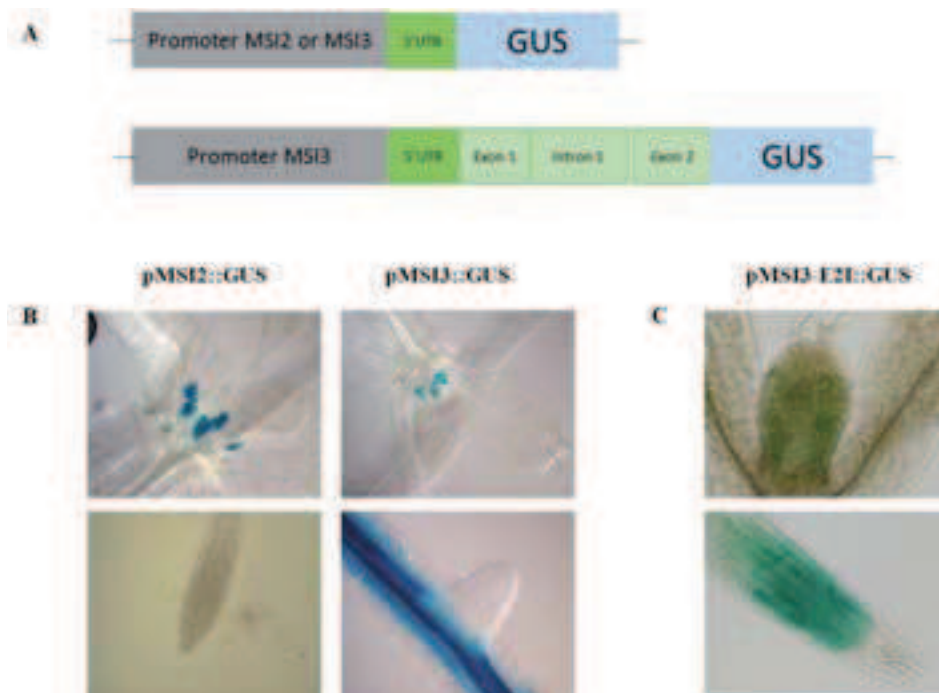 A
Promoter MSI2 or MSI3 5'UTR GUS
Promoter MSI3 5'UTR Exon 1 Intron 1 Exon 2 GUS
pMSI2::GUS pMSI3::GUS pMSI3-E2I::GUS
B C